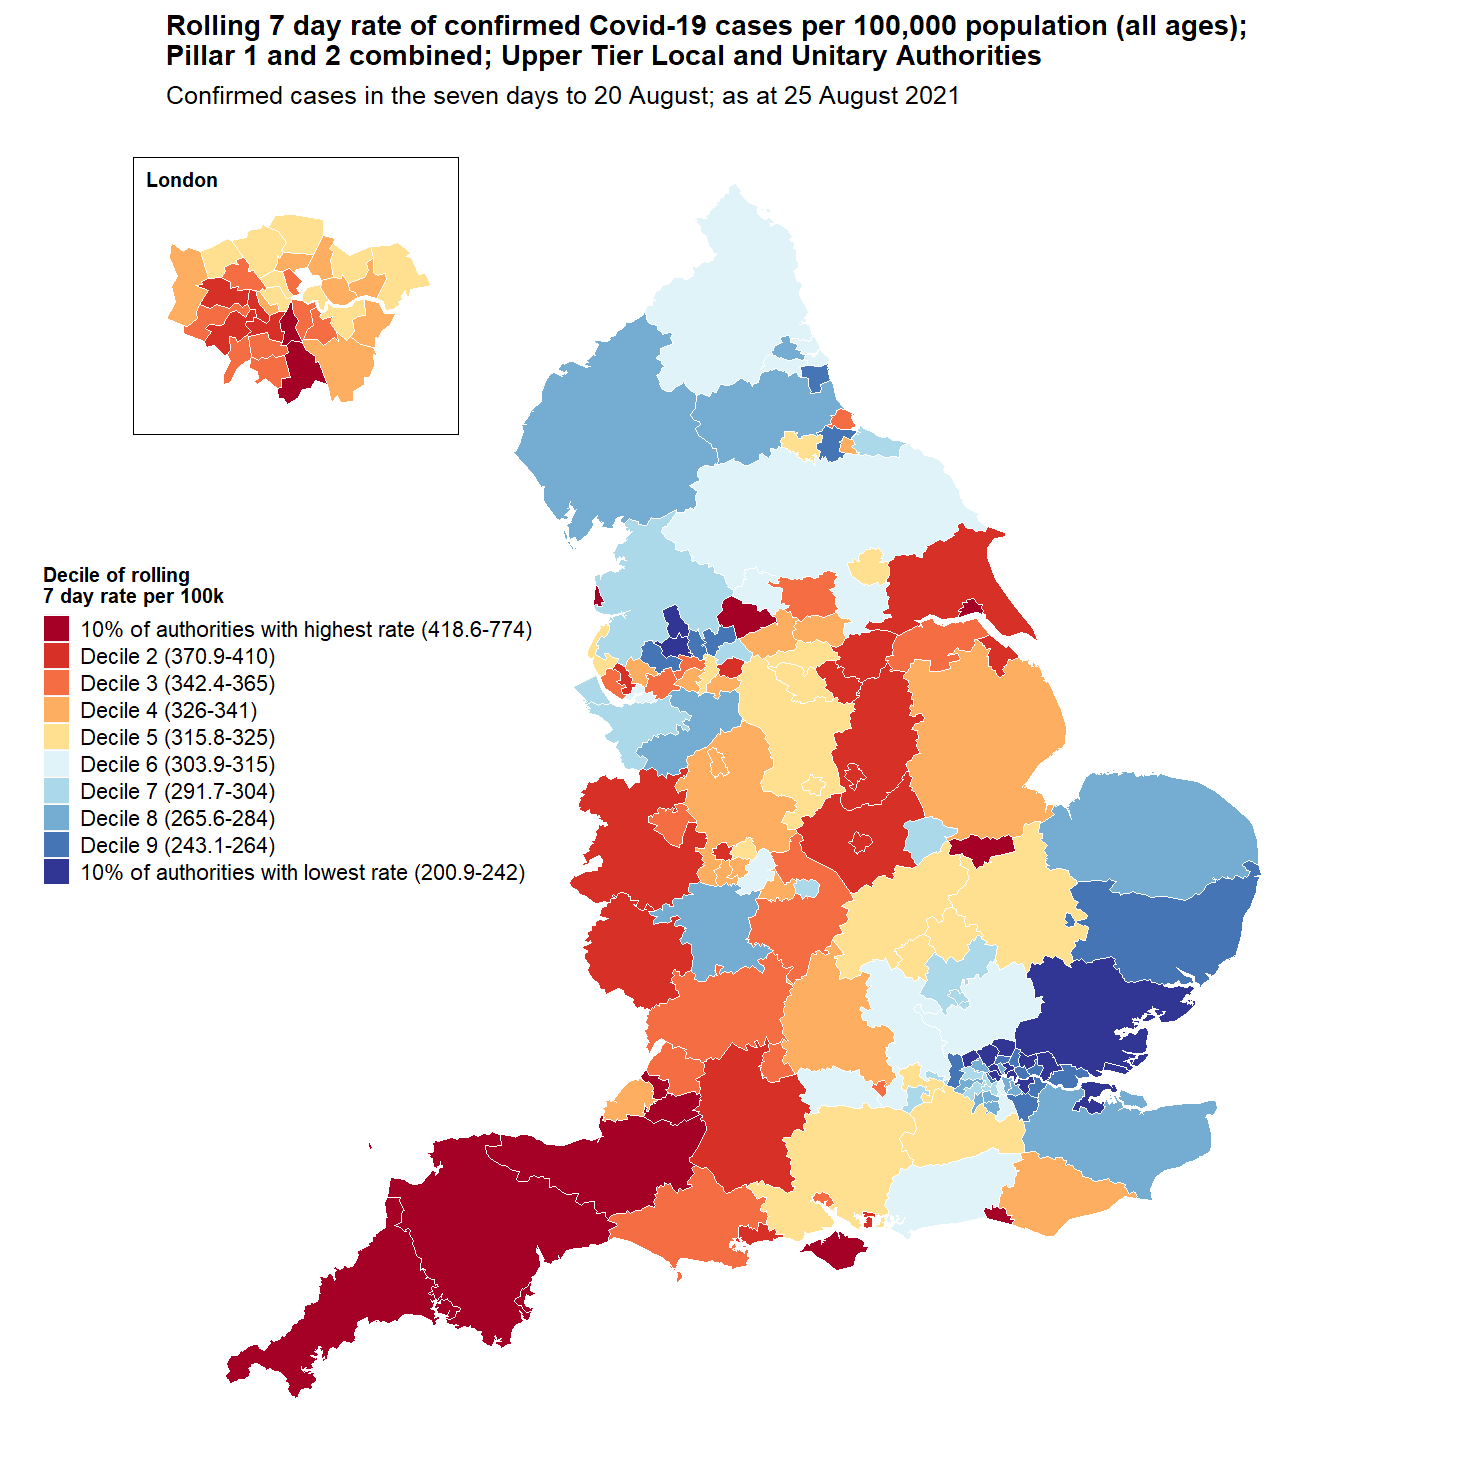 Rolling 7 day rate of confirmed Covid-19 cases per 100,000 population (all ages);
Pillar 1 and 2 combined; Upper Tier Local and Unitary Authorities
Confirmed cases in the seven days to 20 August; as at 25 August 2021
London
Decile of rolling
7 day rate per 100k
10% of authorities with highest rate (418.6-774)
Decile 2 (370.9-410)
Decile 3 (342.4-365)
Decile 4 (326-341)
Decile 5 (315.8-325)
Decile 6 (303.9-315)
Decile 7 (291.7-304)
Decile 8 (265.6-284)
Decile 9 (243.1-264)
10% of authorities with lowest rate (200.9-242)